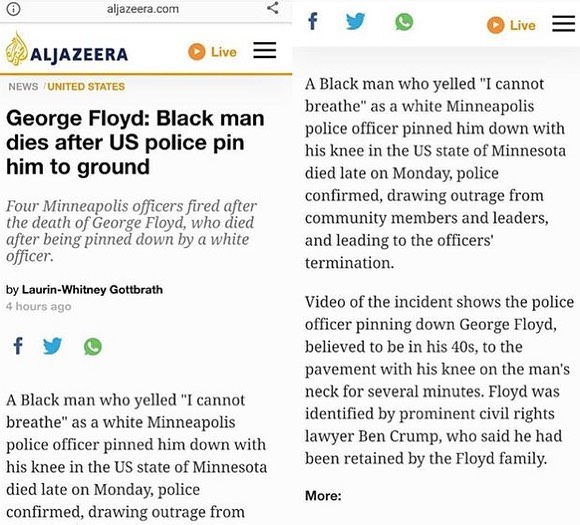 aljazeera.com
ALJAZEERA
Live
NEWS / UNITED STATES
George Floyd: Black man
dies after US police pin
him to ground
Four Minneapolis officers fired after
the death of George Floyd, who died
after being pinned down by a white
officer.
by Laurin-Whitney Gottbrath
4 hours ago
A Black man who yelled "I cannot
breathe" as a white Minneapolis
police officer pinned him down with
his knee in the US state of Minnesota
died late on Monday, police
confirmed, drawing outrage from
Live
A Black man who yelled "I cannot
breathe" as a white Minneapolis
police officer pinned him down with
his knee in the US state of Minnesota
died late on Monday, police
confirmed, drawing outrage from
community members and leaders,
and leading to the officers'
termination.
Video of the incident shows the police
officer pinning down George Floyd,
believed to be in his 40s, to the
pavement with his knee on the man's
neck for several minutes. Floyd was
identified by prominent civil rights
lawyer Ben Crump, who said he had
been retained by the Floyd family.
More: